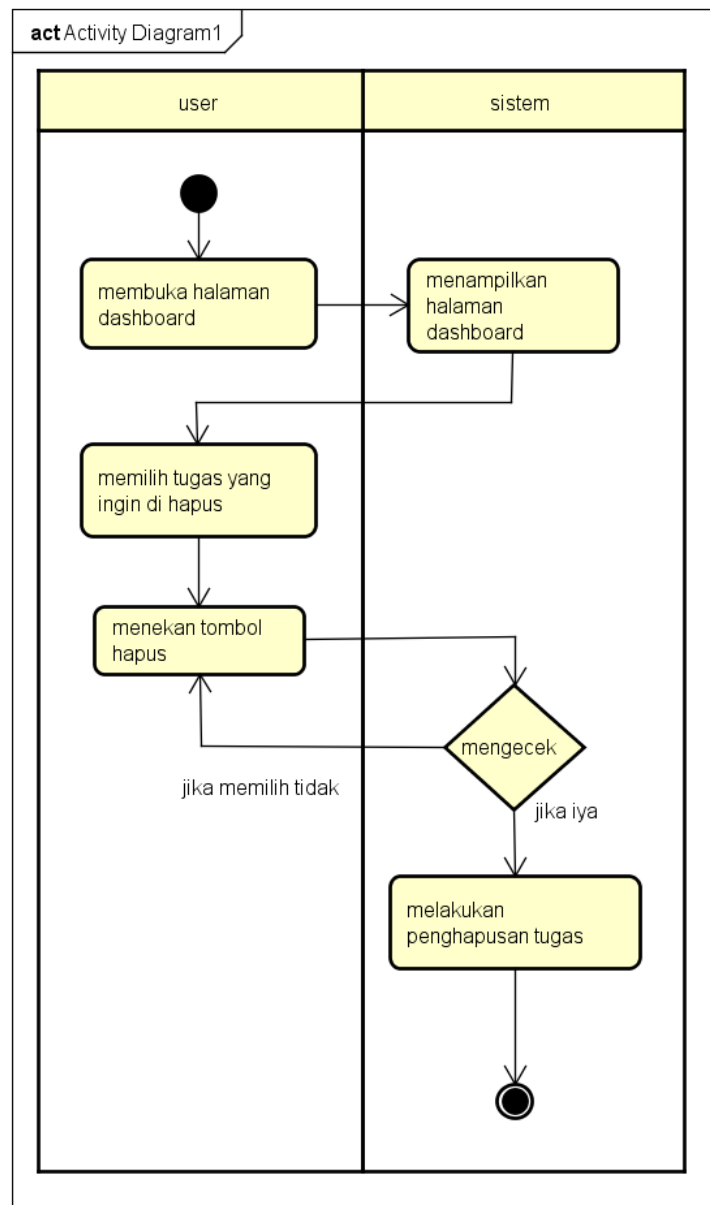 act Activity Diagram1
user
sistem
membuka halaman
dashboard
menampilkan
halaman
dashboard
memilih tugas yang
ingin di hapus
menekan tombol
hapus
mengecek
jika memilih tidak
jika iya
melakukan
penghapusan tugas